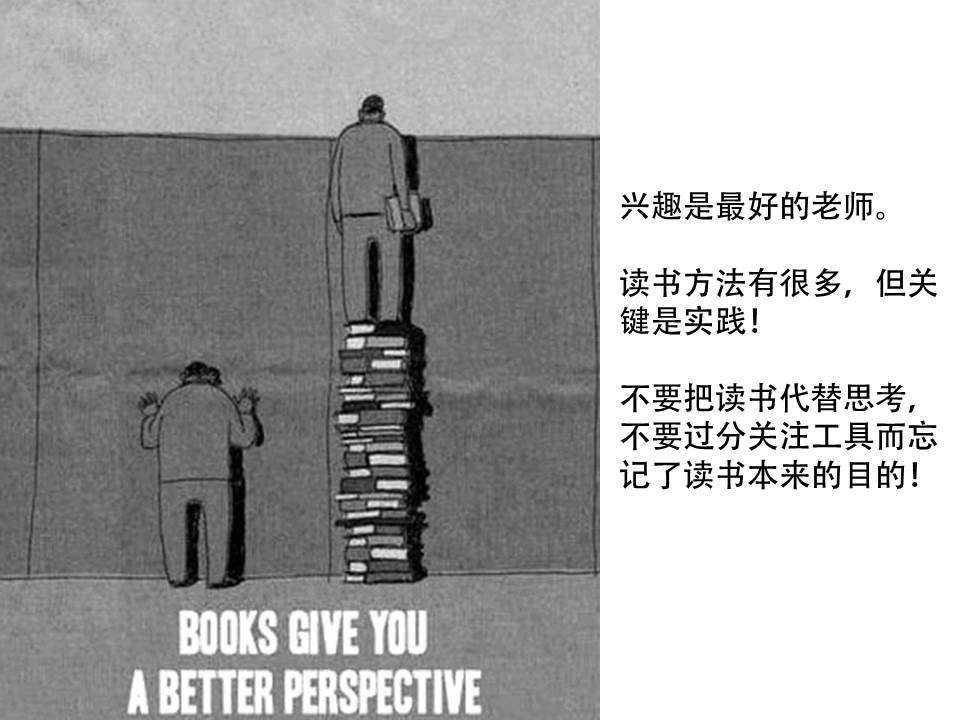 兴趣是最好的老师。
读书方法有很多，但关
键是实践！
不要把读书代替思考，
不要过分关注工具而忘
记了读书本来的目的！
BOOKS GIVE YOU
A BETTER PERSPECTIVE